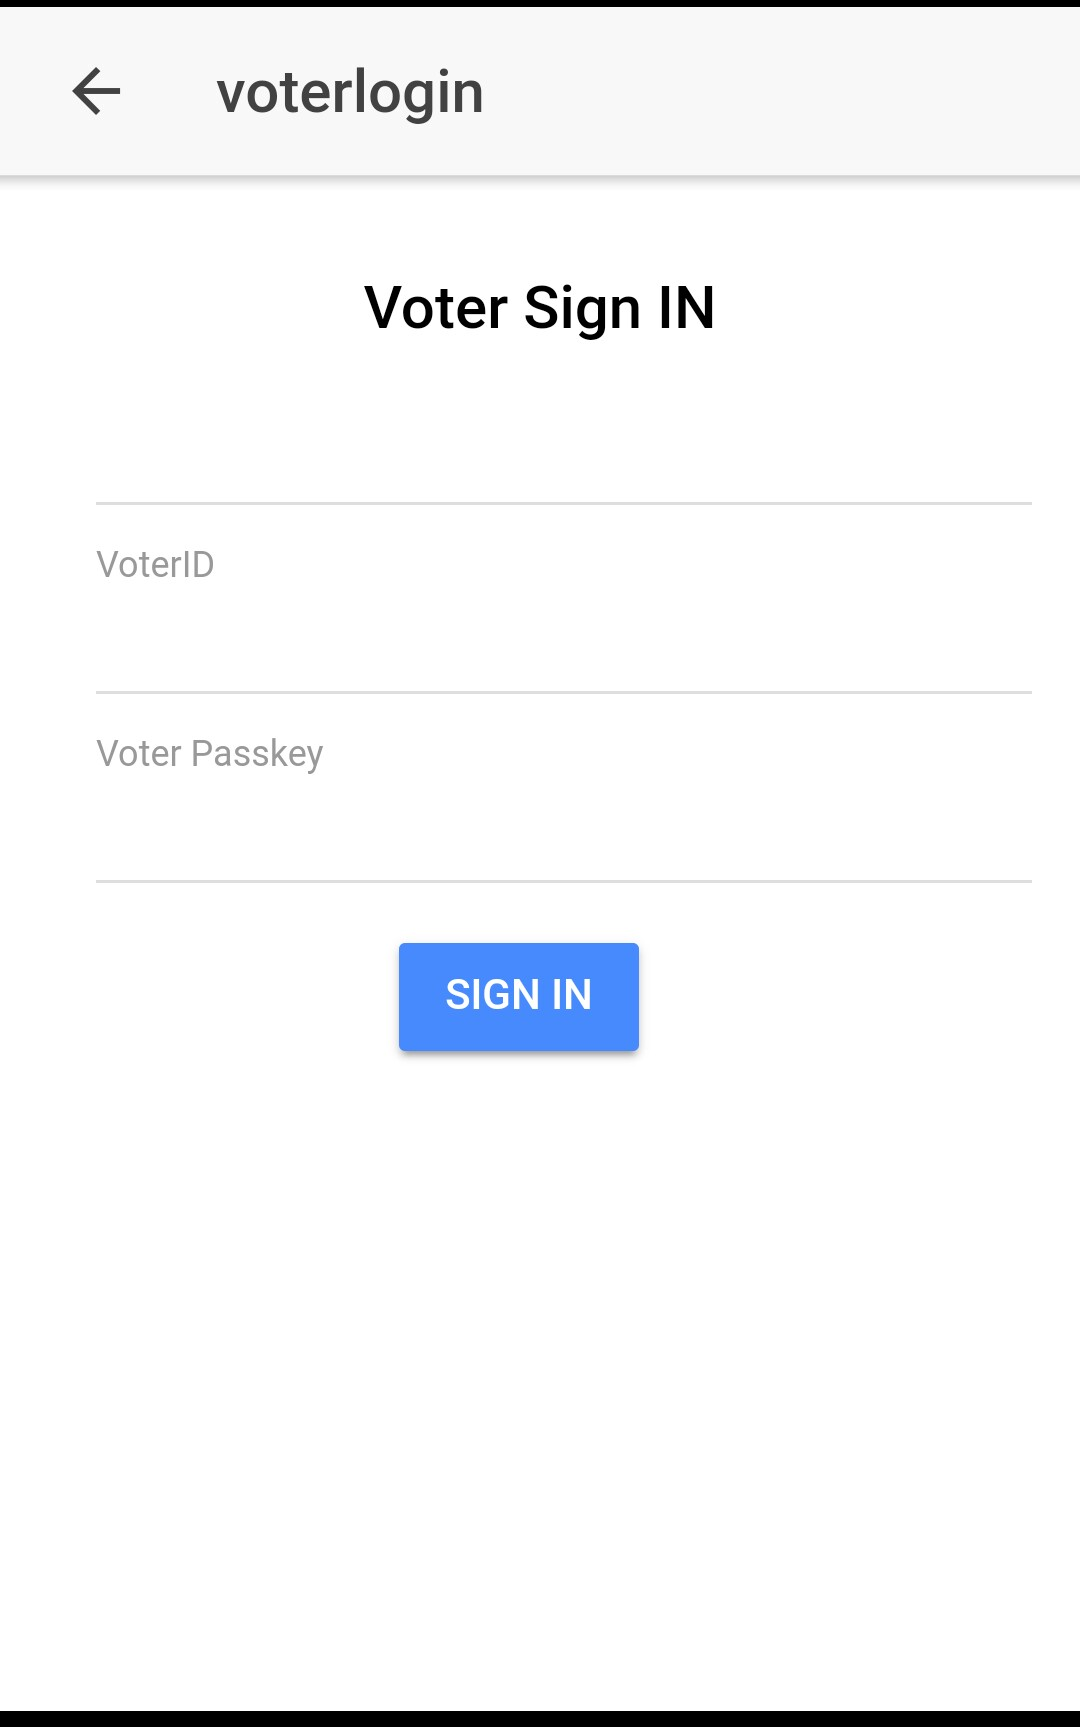 voterlogin
Voter Sign IN
VoterID
Voter Passkey
SIGN IN